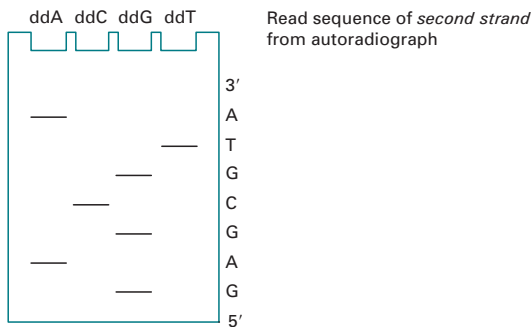 ddA ddC ddG ddT
Read sequence of second strand
from autoradiograph
3′
A
T
G
C
G
A
G
5′